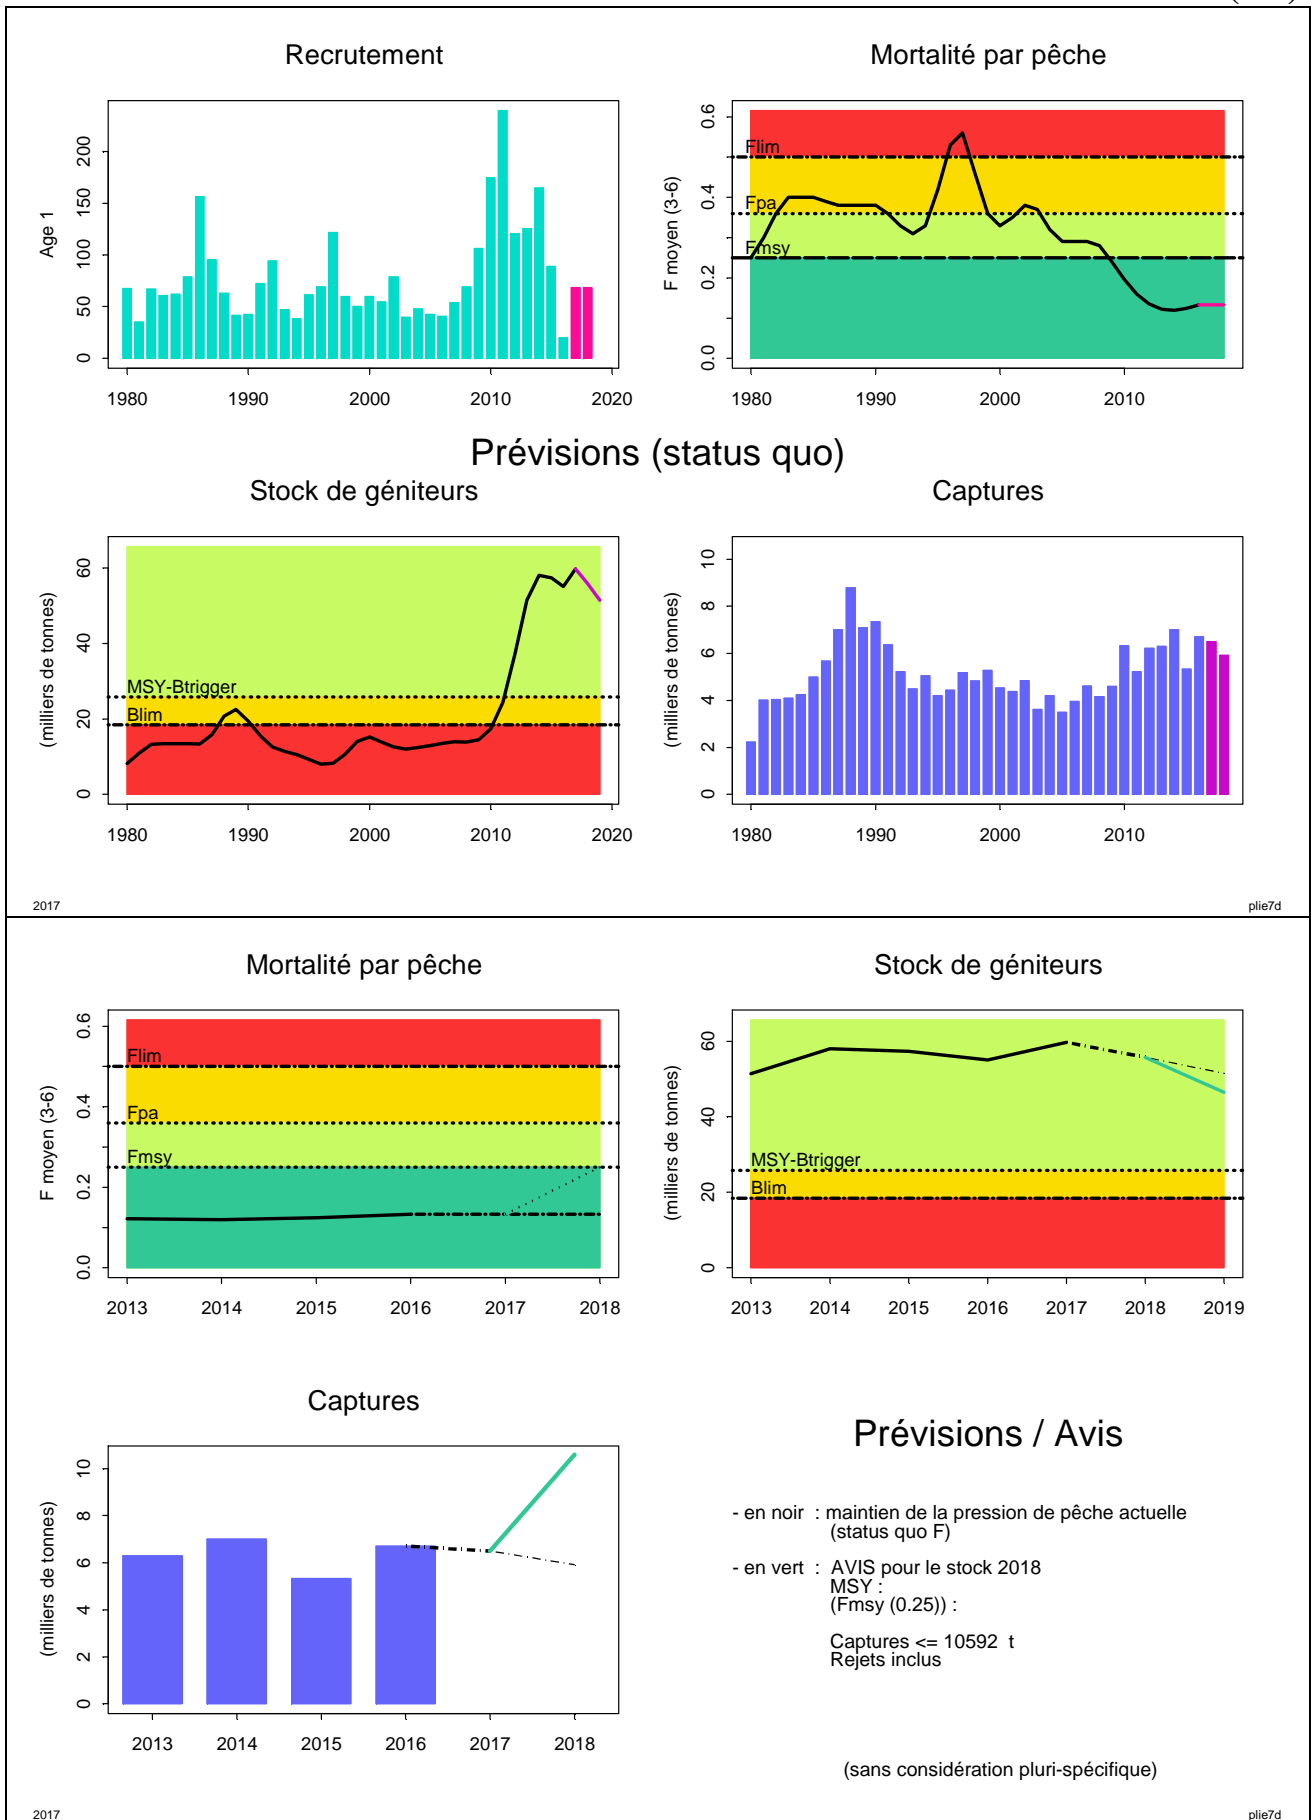 Recrutement
Age 1
0
50
100
150
200
1980
1990
2000
2010
2020
Mortalité par pêche
F moyen (3-6)
0.0
0.2
0.4
0.6
Flim
Fpa
Fmsy
1980
1990
2000
2010
Prévisions (status quo)
Stock de géniteurs
(milliers de tonnes)
0
20
40
60
MSY-Btrigger
Blim
1980
1990
2000
2010
2020
Captures
(milliers de tonnes)
0
2
4
6
8
10
1980
1990
2000
2010
2017
plie7d
Mortalité par pêche
F moyen (3-6)
0.0
0.2
0.4
0.6
Flim
Fpa
Fmsy
2013
2014
2015
2016
2017
2018
Stock de géniteurs
(milliers de tonnes)
0
20
40
60
MSY-Btrigger
Blim
2013
2014
2015
2016
2017
2018
2019
Captures
(milliers de tonnes)
0
2
4
6
8
10
2013
2014
2015
2016
2017
2018
Prévisions / Avis
- en noir : maintien de la pression de pêche actuelle
(status quo F)
- en vert : AVIS pour le stock 2018
MSY :
(Fmsy (0.25)) :
Captures <= 10592 t
Rejets inclus
(sans considération pluri-spécifique)
2017
plie7d